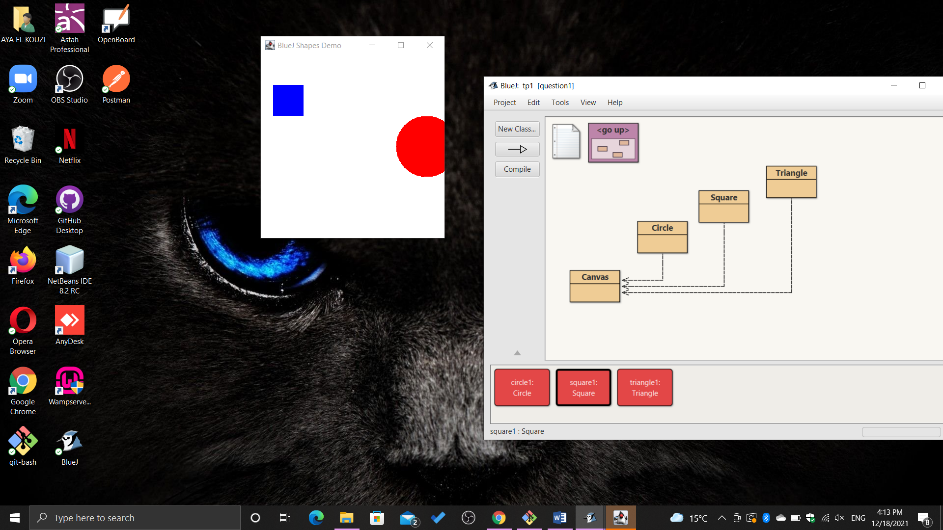 AYA EL KOUZI
Astah
Professional
OpenBoard
Zoom
OBS Studio
Postman
Recycle Bin
Netflix
Microsoft
Edge
GitHub
Desktop
Firefox
NetBeans IDE
8.2 RC
Opera
Browser
AnyDesk
Google
Chrome
Wampserve...
git-bash
BlueJ
BlueJ Shapes Demo
BlueJ: tp1 [question1]
Project Edit Tools View Help
New Class...
Compile
<go up>
Triangle
Square
Circle
Canvas
circle1:
Circle
square1:
Square
triangle1:
Triangle
square1 : Square
Type here to search
2
15°C
ENG
4:13 PM
12/18/2021
8